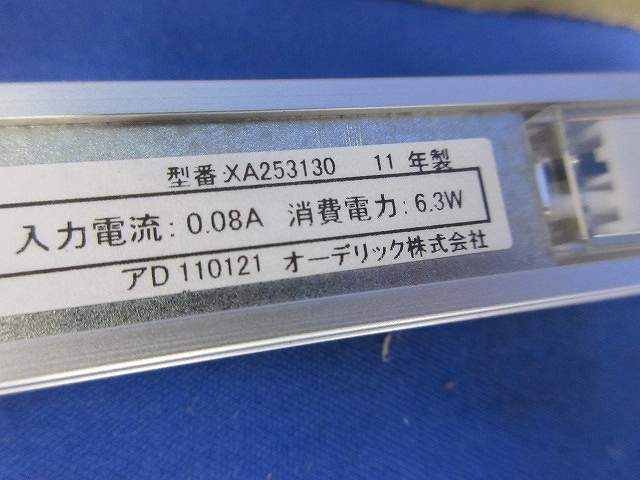 型番:XA253130 11 年製
入力電流: 0.08A 消費電力: 6.3W
アD 110121 オーデリック株式会社